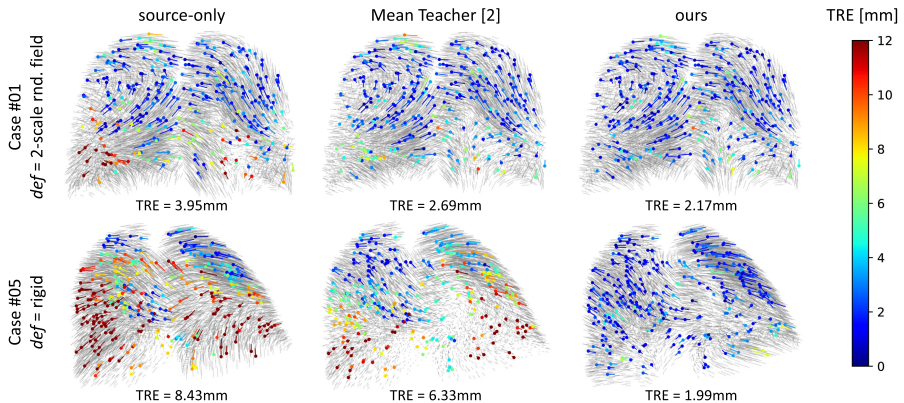 source-only
Mean Teacher [2]
ours
TRE [mm]
Case #01
def = 2-scale rnd. field
TRE = 3.95mm
TRE = 2.69mm
TRE = 2.17mm
Case #05
def = rigid
TRE = 8.43mm
TRE = 6.33mm
TRE = 1.99mm
12
10
8
6
4
2
0